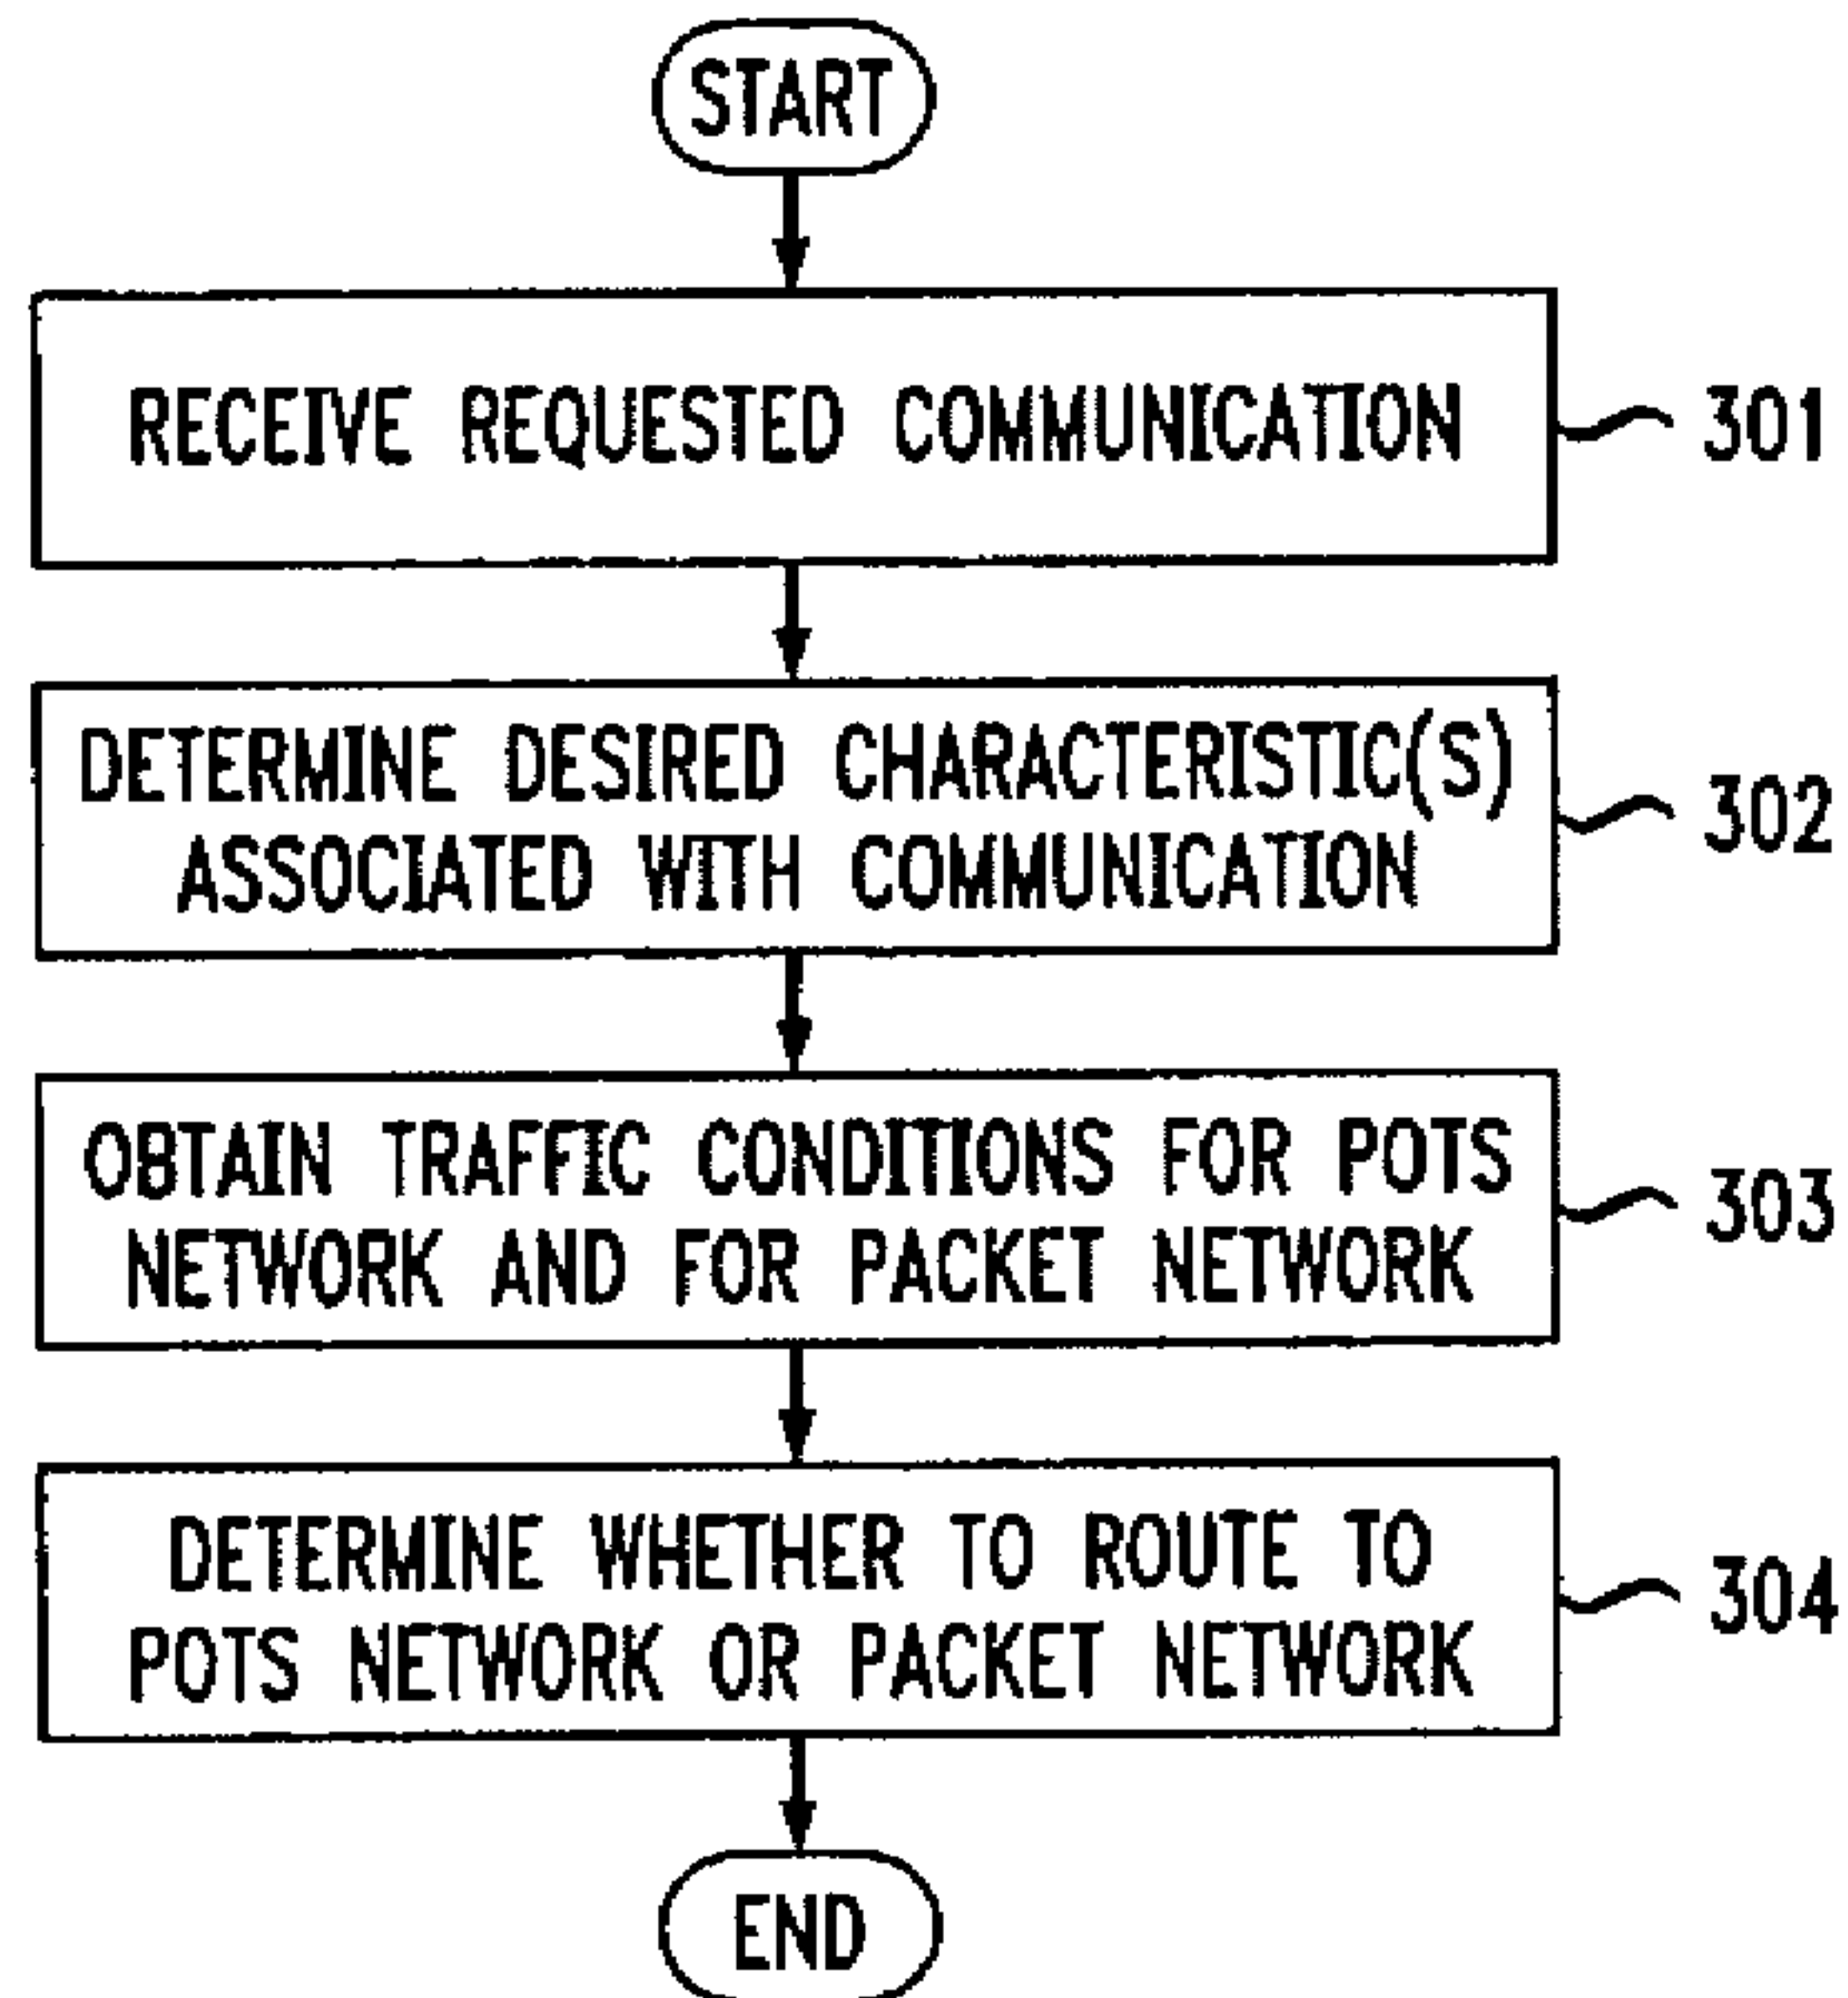 START
RECEIVE REQUESTED COMMUNICATION
301
DETERMINE DESIRED CHARACTERISTIC(S)
ASSOCIATED WITH COMMUNICATION
302
OBTAIN TRAFFIC CONDITIONS FOR POTS
NETWORK AND FOR PACKET NETWORK
303
DETERMINE WHETHER TO ROUTE TO
POTS NETWORK OR PACKET NETWORK
304
END